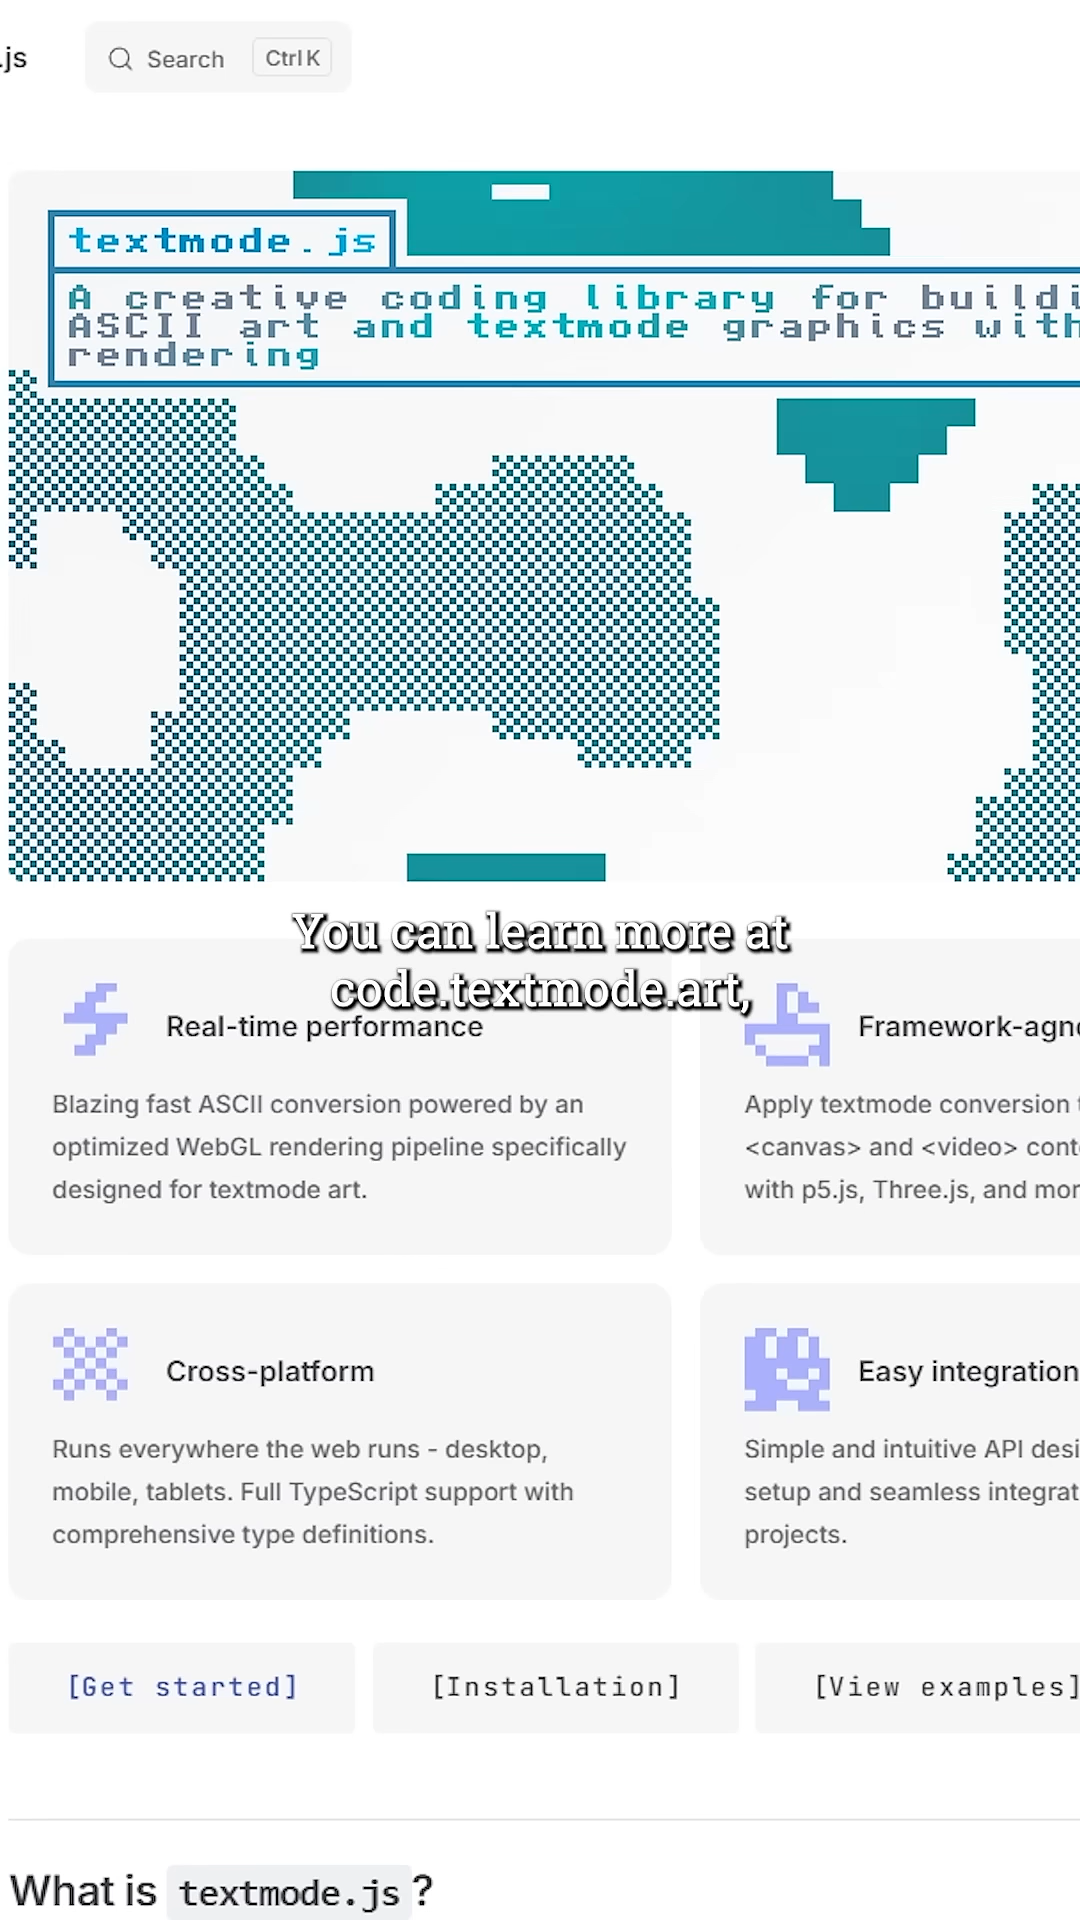 .js
Search
Ctrl K
textmode.js
A creative coding library for buildi
ASCII art and textmode graphics with
rendering
You can learn more at
code.textmode.art,
Real-time performance
Blazing fast ASCII conversion powered by an
optimized WebGL rendering pipeline specifically
designed for textmode art.
Framework-agno
Apply textmode conversion t
<canvas> and <video> conte
with p5.js, Three.js, and mor
Cross-platform
Runs everywhere the web runs - desktop,
mobile, tablets. Full TypeScript support with
comprehensive type definitions.
Easy integration
Simple and intuitive API desi
setup and seamless integrat
projects.
[Get started]
[Installation]
[View examples]
What is textmode.js?